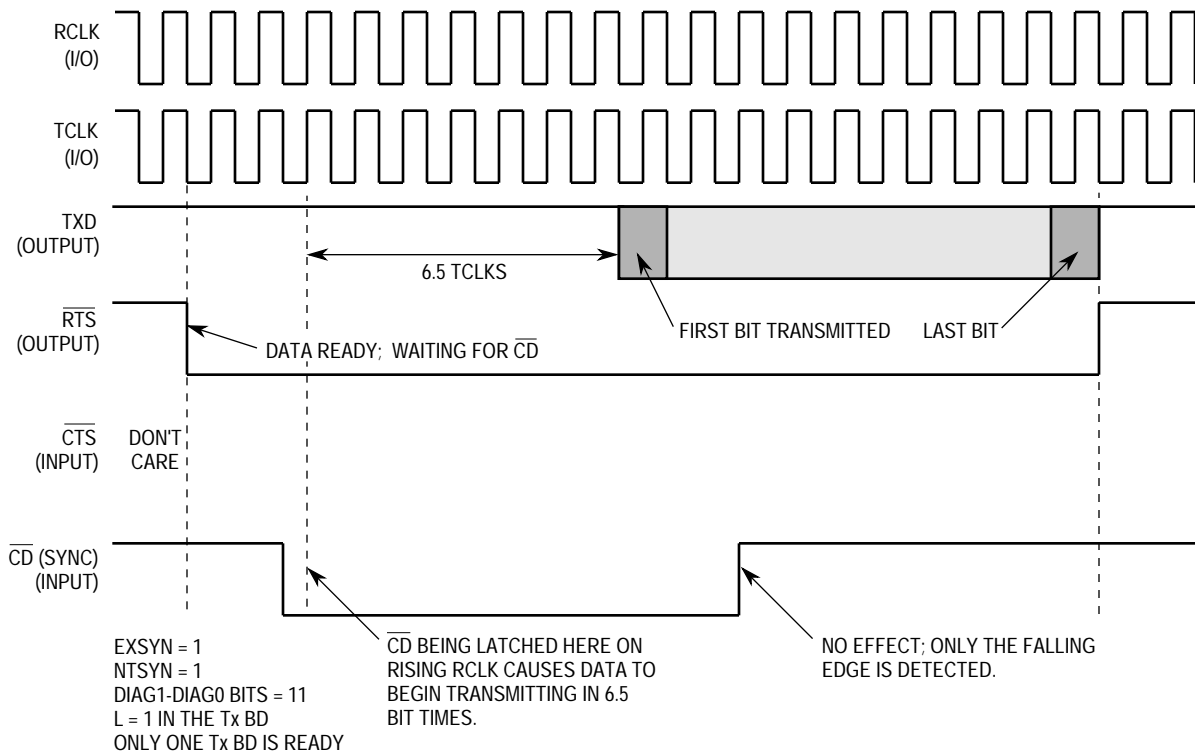 RCLK
(I/O)
TCLK
(I/O)
TXD
(OUTPUT)
6.5 TCLKS
FIRST BIT TRANSMITTED
LAST BIT
RTS
(OUTPUT)
DATA READY; WAITING FOR CD
CTS
(INPUT)
DON'T
CARE
CD (SYNC)
(INPUT)
EXSYN = 1
NTSYN = 1
DIAG1-DIAG0 BITS = 11
L = 1 IN THE Tx BD
ONLY ONE Tx BD IS READY
CD BEING LATCHED HERE ON
RISING RCLK CAUSES DATA TO
BEGIN TRANSMITTING IN 6.5
BIT TIMES.
NO EFFECT; ONLY THE FALLING
EDGE IS DETECTED.